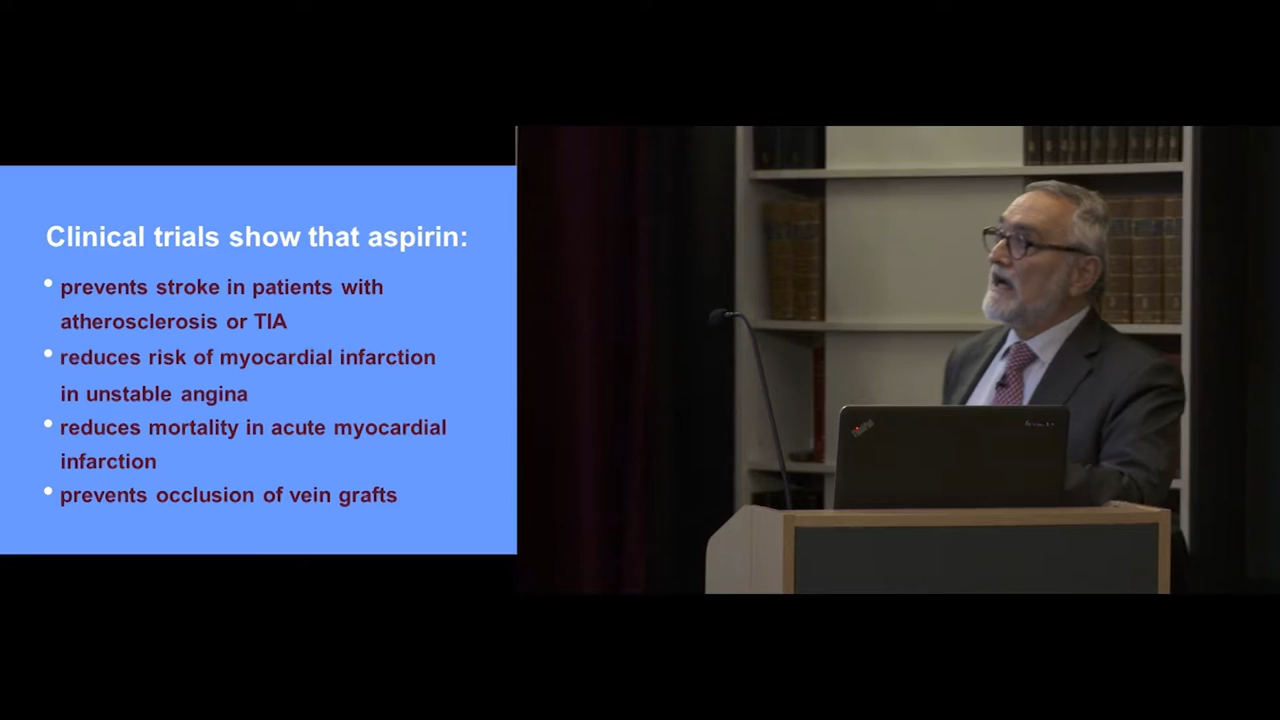 Clinical trials show that aspirin:
• prevents stroke in patients with
atherosclerosis or TIA
• reduces risk of myocardial infarction
in unstable angina
• reduces mortality in acute myocardial
infarction
• prevents occlusion of vein grafts
ThinkPad